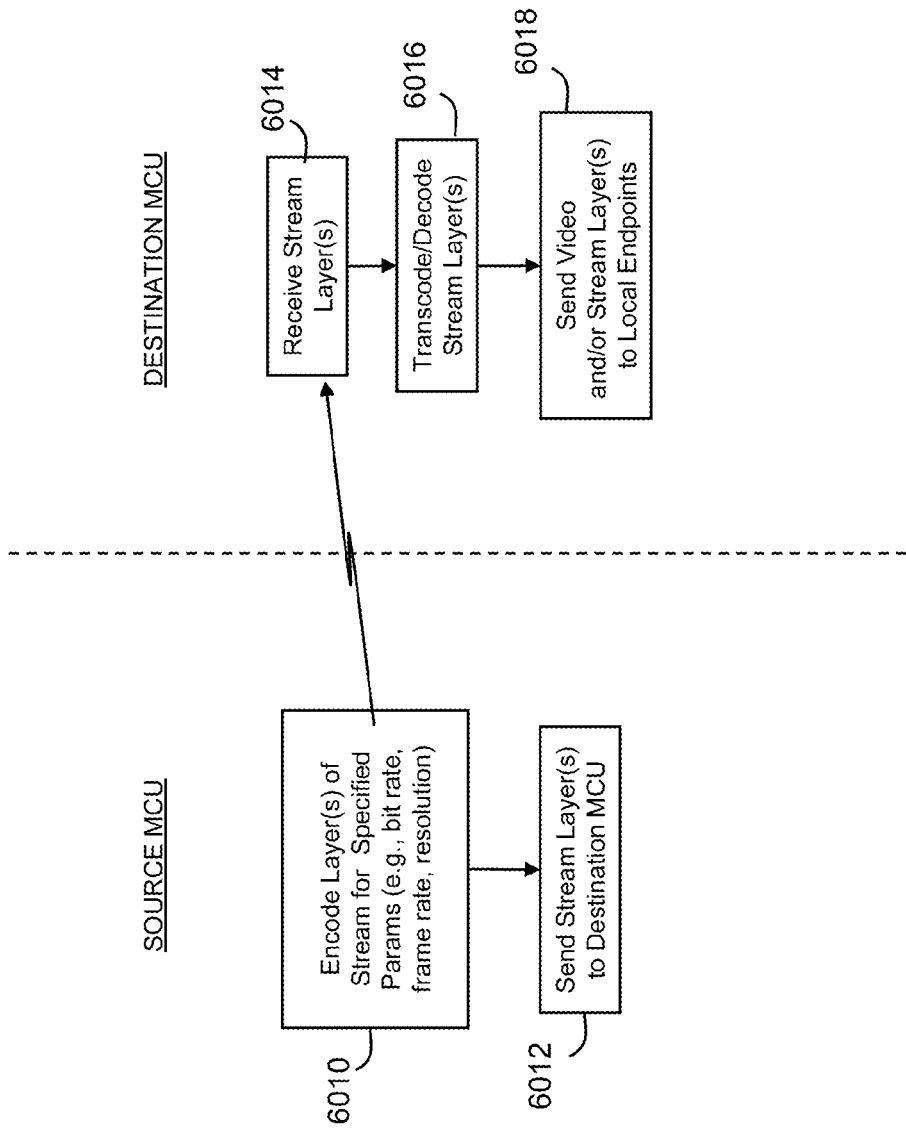 SOURCE MCU
6010
Encode Layer(s) of
Stream for Specified
Params (e.g., bit rate,
frame rate, resolution)
6012
Send Stream Layer(s)
to Destination MCU
DESTINATION MCU
6014
Receive Stream
Layer(s)
6016
Transcode/Decode
Stream Layer(s)
6018
Send Video
and/or Stream Layer(s)
to Local Endpoints